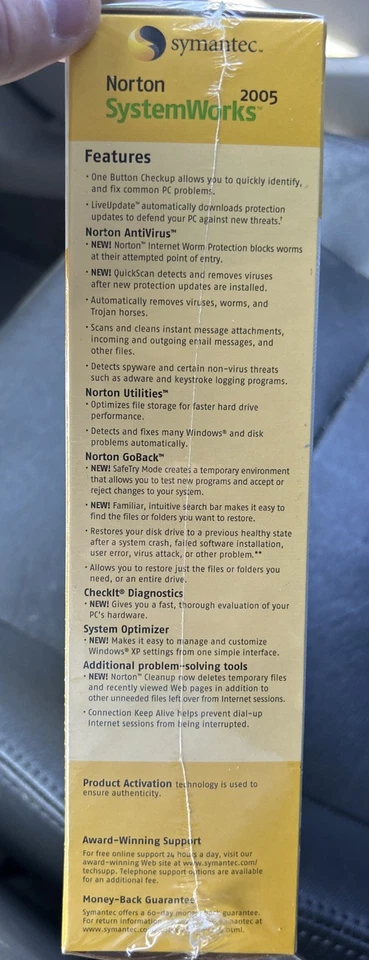 symantec™
Norton
SystemWorks™ 2005
Features
• One Button Checkup allows you to quickly identify,
and fix common PC problems.
• LiveUpdate™ automatically downloads protection
updates to defend your PC against new threats.†
Norton AntiVirus™
• NEW! Norton™ Internet Worm Protection blocks worms
at their attempted point of entry.
• NEW! QuickScan detects and removes viruses
after new protection updates are installed.
• Automatically removes viruses, worms, and
Trojan horses.
• Scans and cleans instant message attachments,
incoming and outgoing email messages, and
other files.
• Detects spyware and certain non-virus threats
such as adware and keystroke logging programs.
Norton Utilities™
• Optimizes file storage for faster hard drive
performance.
• Detects and fixes many Windows® and disk
problems automatically.
Norton GoBack™
• NEW! SafeTry Mode creates a temporary environment
that allows you to test new programs and accept or
reject changes to your system.
• NEW! Familiar, intuitive search bar makes it easy to
find the files or folders you want to restore.
• Restores your disk drive to a previous healthy state
after a system crash, failed software installation,
user error, virus attack, or other problem.**
• Allows you to restore just the files or folders you
need, or an entire drive.
CheckIt® Diagnostics
• NEW! Gives you a fast, thorough evaluation of your
PC's hardware.
System Optimizer
• NEW! Makes it easy to manage and customize
Windows® XP settings from one simple interface.
Additional problem-solving tools
• NEW! Norton™ Cleanup now deletes temporary files
and recently viewed Web pages in addition to
other unneeded files left over from Internet sessions.
• Connection Keep Alive helps prevent dial-up
Internet sessions from being interrupted.
Product Activation technology is used to
ensure authenticity.
Award-Winning Support
For free online support 24 hours a day, visit our
award-winning Web site at www.symantec.com/
techsupp. Telephone support options are available
for an additional fee.
Money-Back Guarantee
Symantec offers a 60-day money-back guarantee.
For return information, Symantec at
www.symantec.com/